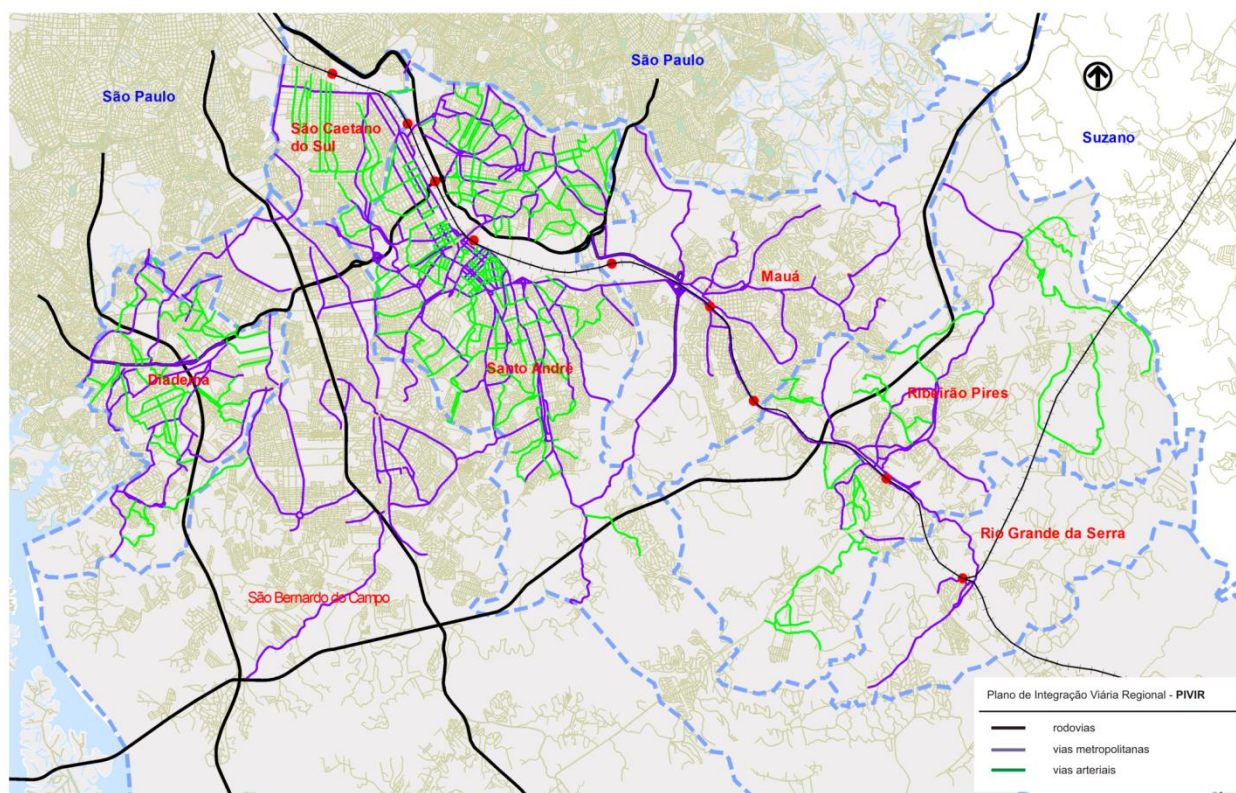 São Paulo
São Paulo
Suzano
São Caetano
do Sul
Mauá
Santo André
Diadema
Ribeirão Pires
Rio Grande da Serra
São Bernardo do Campo
Plano de Integração Viária Regional - PIVIR
rodovias
vias metropolitanas
vias arteriais